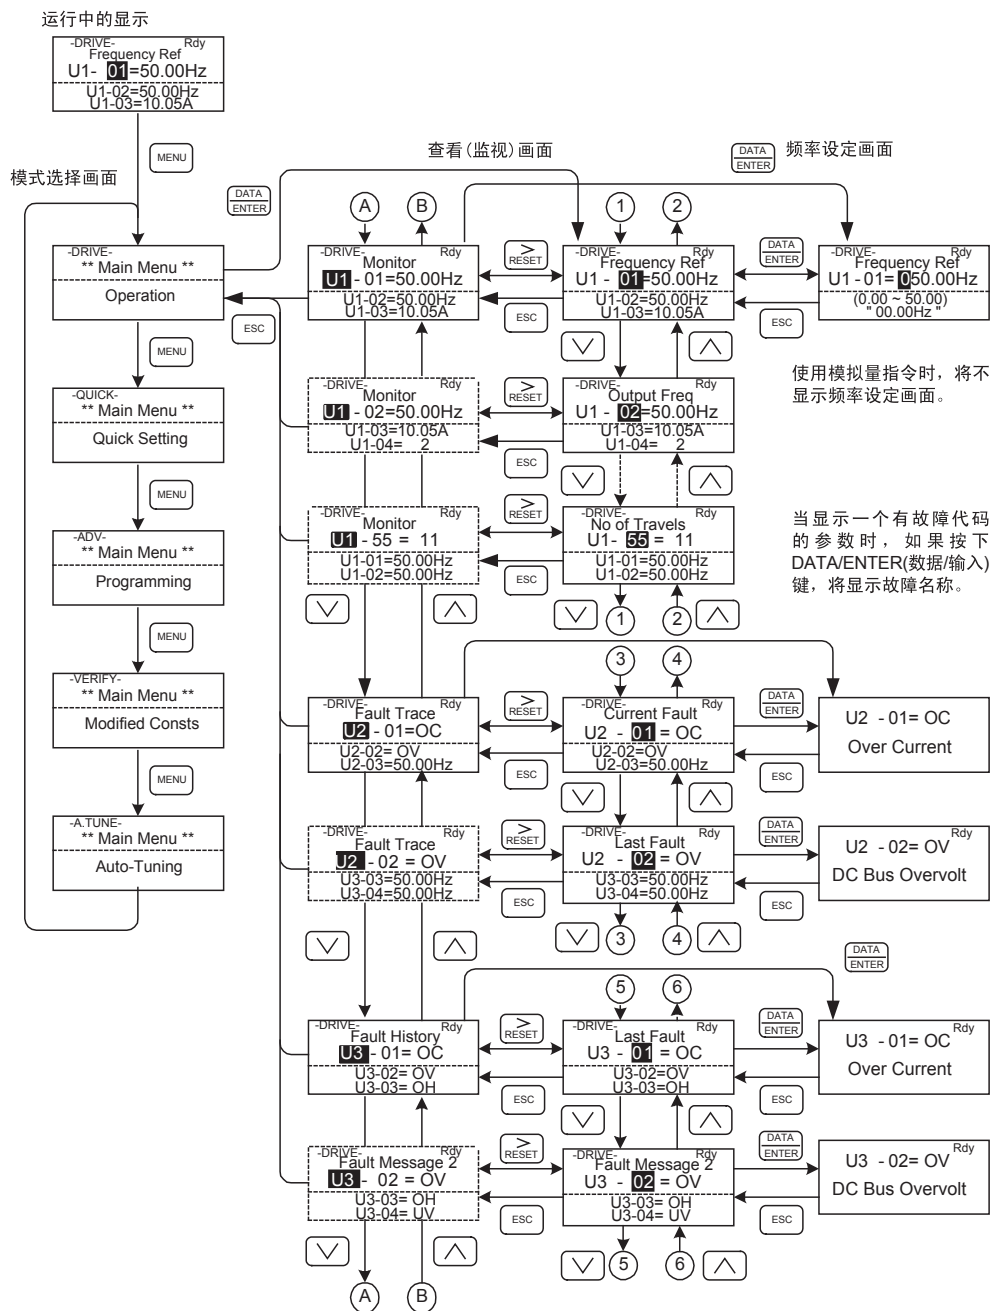 运行中的显示
-DRIVE- Rdy
Frequency Ref
U1- 01=50.00Hz
U1-02=50.00Hz
U1-03=10.05A
MENU
模式选择画面
DATA
ENTER
查看(监视)画面
DATA
ENTER
频率设定画面
A
B
1
2
-DRIVE-
** Main Menu **
Operation
-DRIVE- Rdy
Monitor
U1 - 01=50.00Hz
U1-02=50.00Hz
U1-03=10.05A
>
RESET
ESC
-DRIVE- Rdy
Frequency Ref
U1 - 01=50.00Hz
U1-02=50.00Hz
U1-03=10.05A
DATA
ENTER
ESC
-DRIVE- Rdy
Frequency Ref
U1 - 01= 050.00Hz
(0.00 ~ 50.00)
" 00.00Hz "
ESC
MENU
-QUICK-
** Main Menu **
Quick Setting
-DRIVE- Rdy
Monitor
U1 - 02=50.00Hz
U1-03=10.05A
U1-04= 2
>
RESET
ESC
-DRIVE- Rdy
Output Freq
U1 - 02=50.00Hz
U1-03=10.05A
U1-04= 2
使用模拟量指令时，将不
显示频率设定画面。
MENU
-ADV-
** Main Menu **
Programming
-DRIVE- Rdy
Monitor
U1 - 55 = 11
U1-01=50.00Hz
U1-02=50.00Hz
>
RESET
ESC
-DRIVE- Rdy
No of Travels
U1- 55 = 11
U1-01=50.00Hz
U1-02=50.00Hz
当显示一个有故障代码
的参数时，如果按下
DATA/ENTER(数据/输入)
键，将显示故障名称。
1
2
3
4
MENU
-VERIFY-
** Main Menu **
Modified Consts
-DRIVE- Rdy
Fault Trace
U2 - 01=OC
U2-02= OV
U2-03=50.00Hz
>
RESET
ESC
-DRIVE- Rdy
Current Fault
U2 - 01 = OC
U2-02=OV
U2-03=50.00Hz
DATA
ENTER
ESC
U2 - 01= OC
Over Current
MENU
-A.TUNE-
** Main Menu **
Auto-Tuning
-DRIVE- Rdy
Fault Trace
U2 - 02 = OV
U3-03=50.00Hz
U3-04=50.00Hz
>
RESET
ESC
-DRIVE- Rdy
Last Fault
U2 - 02 = OV
U3-03=50.00Hz
U3-04=50.00Hz
DATA
ENTER
ESC
U2 - 02= OV
DC Bus Overvolt
3
4
DATA
ENTER
5
6
-DRIVE- Rdy
Fault History
U3 - 01= OC
U3-02= OV
U3-03= OH
>
RESET
ESC
-DRIVE- Rdy
Last Fault
U3 - 01 = OC
U3-02=OV
U3-03=OH
DATA
ENTER
ESC
Rdy
U3 - 01= OC
Over Current
-DRIVE- Rdy
Fault Message 2
U3 - 02 = OV
U3-03= OH
U3-04= UV
>
RESET
ESC
-DRIVE- Rdy
Fault Message 2
U3 - 02 = OV
U3-03= OH
U3-04= UV
DATA
ENTER
ESC
Rdy
U3 - 02= OV
DC Bus Overvolt
5
6
A
B